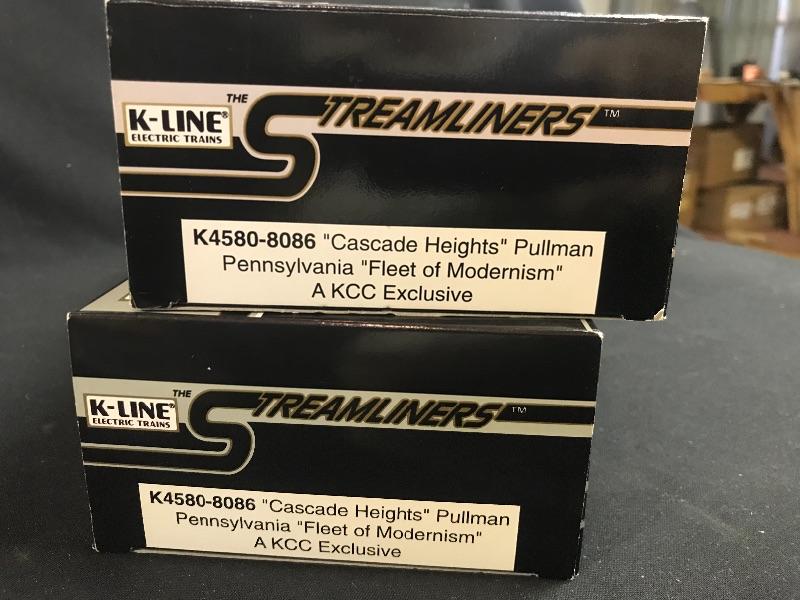 THE STREAMLINERS™
K-LINE®
ELECTRIC TRAINS
K4580-8086 "Cascade Heights" Pullman
Pennsylvania "Fleet of Modernism"
A KCC Exclusive
THE STREAMLINERS™
K-LINE®
ELECTRIC TRAINS
K4580-8086 "Cascade Heights" Pullman
Pennsylvania "Fleet of Modernism"
A KCC Exclusive